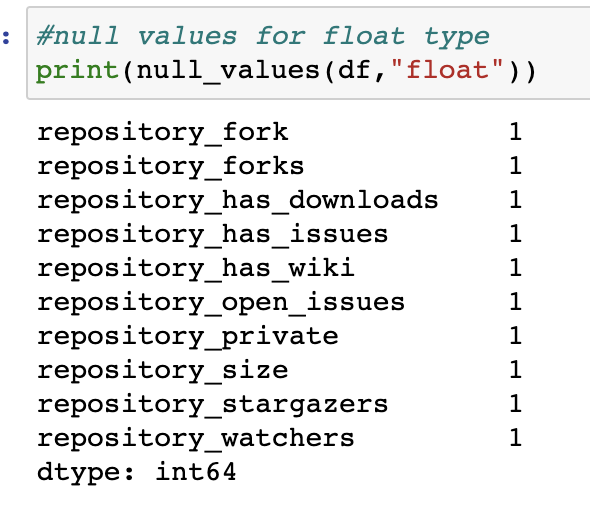 :
#null values for float type
print(null_values(df,"float"))
repository_fork 1
repository_forks 1
repository_has_downloads 1
repository_has_issues 1
repository_has_wiki 1
repository_open_issues 1
repository_private 1
repository_size 1
repository_stargazers 1
repository_watchers 1
dtype: int64